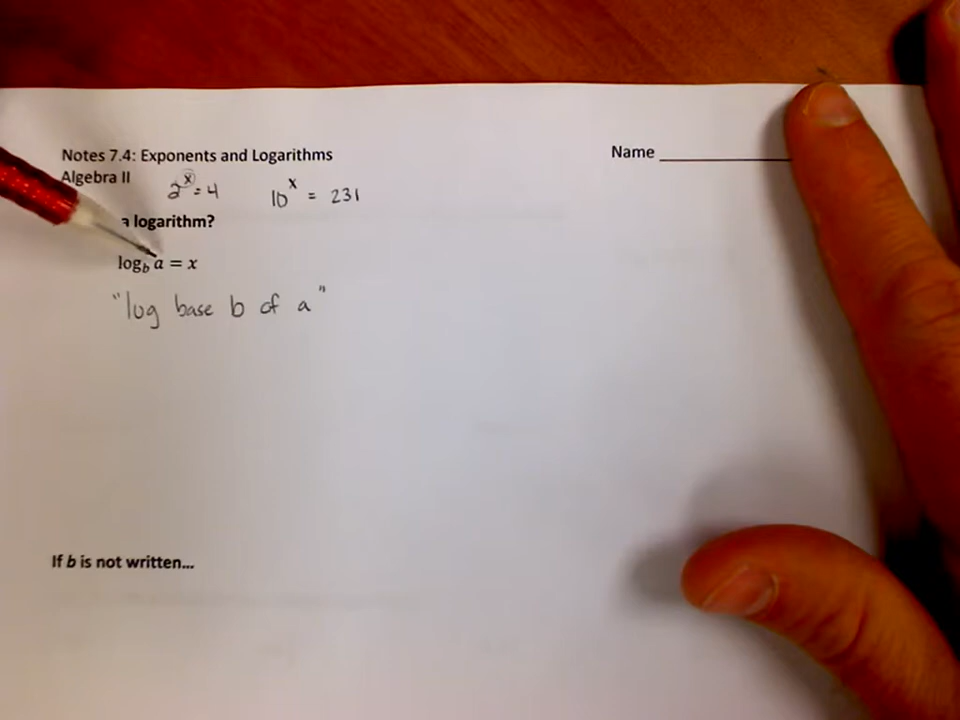 Notes 7.4: Exponents and Logarithms Name ___________
Algebra II
2^x = 4 10^x = 231
a logarithm?
log_b a = x
"log base b of a"
If b is not written...